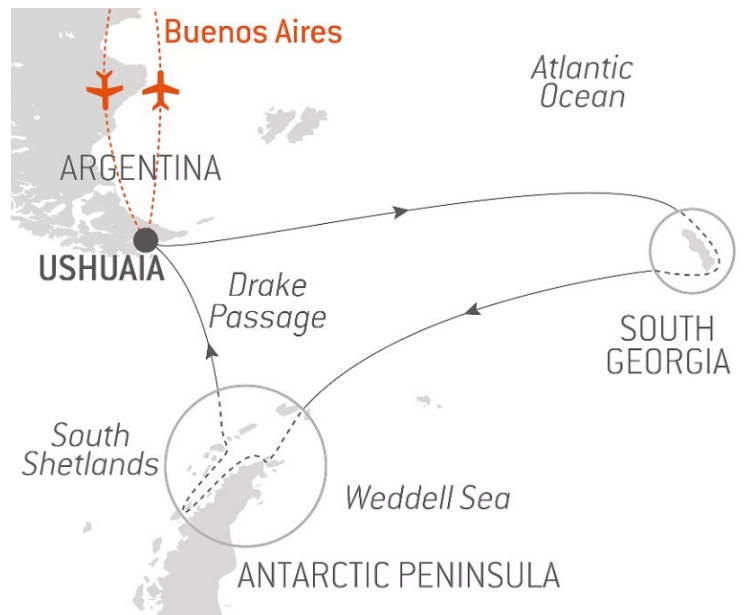 Buenos Aires
Atlantic
Ocean
ARGENTINA
USHUAIA
Drake
Passage
SOUTH
GEORGIA
South
Shetlands
Weddell Sea
ANTARCTIC PENINSULA